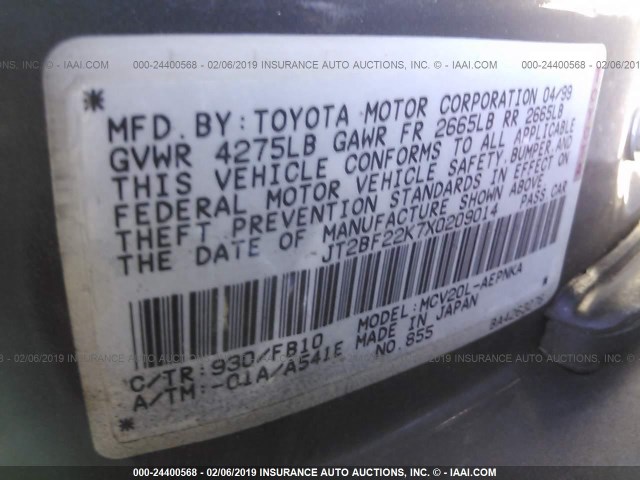 000-24400568 - 02/06/2019 INSURANCE AUTO AUCTIONS - © IAAI.COM
MFD. BY: TOYOTA MOTOR CORPORATION 04/99
GVWR 4275LB GAWR FR 2665LB RR 2665LB
THIS VEHICLE CONFORMS TO ALL APPLICABLE
FEDERAL MOTOR VEHICLE SAFETY, BUMPER, AND
THEFT PREVENTION STANDARDS IN EFFECT ON
THE DATE OF MANUFACTURE SHOWN ABOVE.
JT2BF22K7X0209014 PASS CAR
MODEL: MCV20L-AEPNKA
C/TR: 930/FB10 MADE IN JAPAN
A/TM: -01A/A541E NO. 855
000-24400568 - 02/06/2019 INSURANCE AUTO AUCTIONS - © IAAI.COM